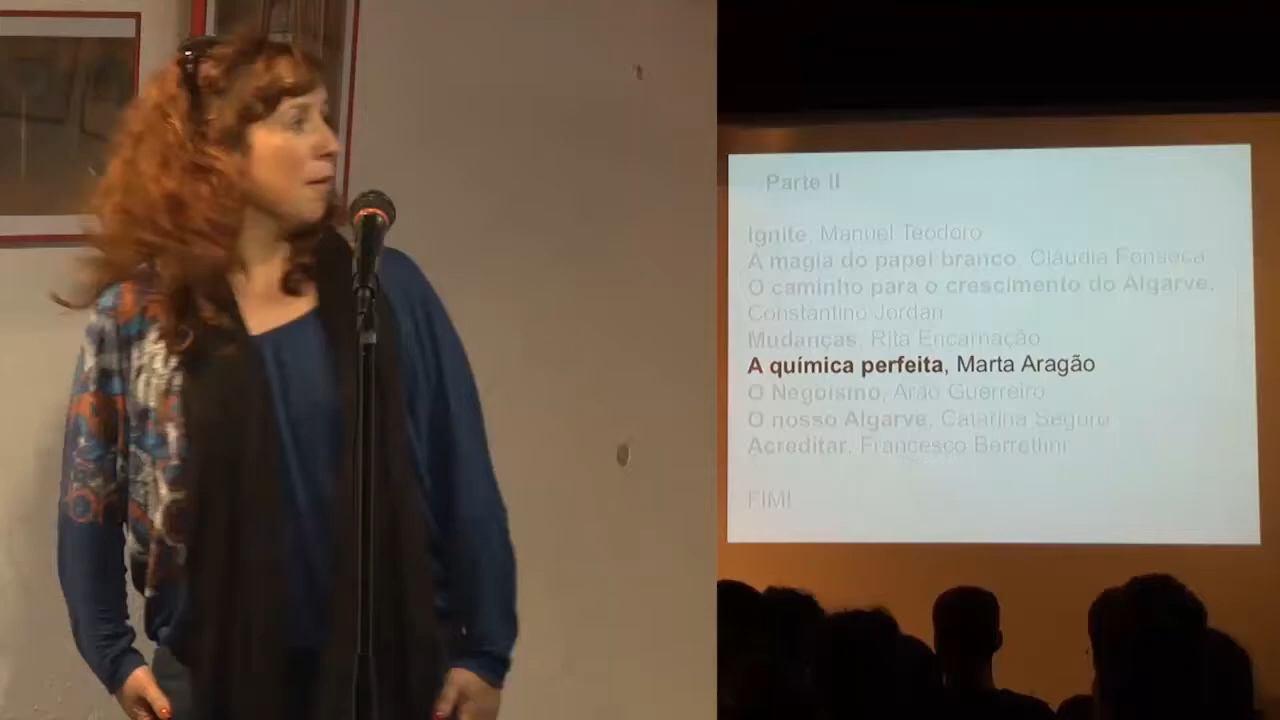 Parte II
Ignite, Manuel Teodoro
A magia do papel branco, Cláudia Fonseca
O caminho para o crescimento do Algarve,
Constantino Jordan
Mudanças, Rita Encarnação
A química perfeita, Marta Aragão
O Negoísmo, Arão Guerreiro
O nosso Algarve, Catarina Seguro
Acreditar, Francesco Berrettini
FIM!